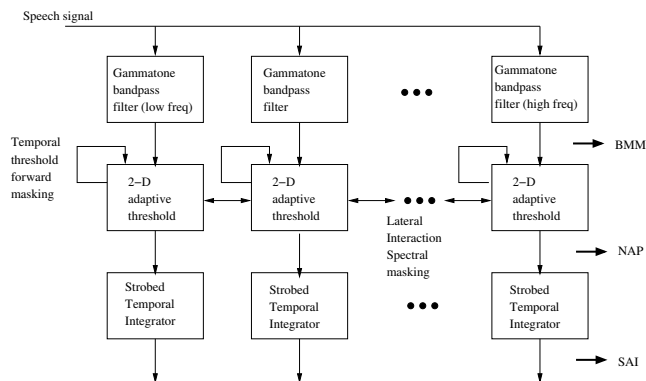 Speech signal
Gammatone
bandpass
filter (low freq)
Gammatone
bandpass
filter
Gammatone
bandpass
filter (high freq)
BMM
Temporal
threshold
forward
masking
2-D
adaptive
threshold
2-D
adaptive
threshold
2-D
adaptive
threshold
Lateral
Interaction
Spectral
masking
NAP
Strobed
Temporal
Integrator
Strobed
Temporal
Integrator
Strobed
Temporal
Integrator
SAI